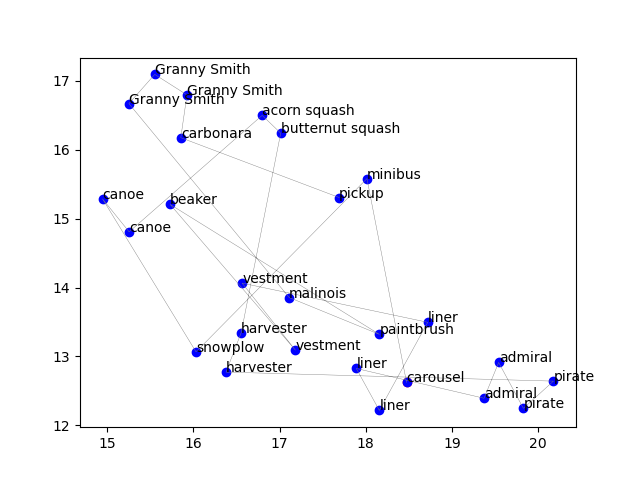 Granny Smith
17
Granny Smith
Granny Smith
acorn squash
butternut squash
carbonara
16
minibus
pickup
canoe
beaker
15
canoe
vestment
14
malinois
liner
harvester
paintbrush
snowplow
vestment
13
admiral
liner
harvester
carousel
pirate
admiral
liner
pirate
12
15 16 17 18 19 20